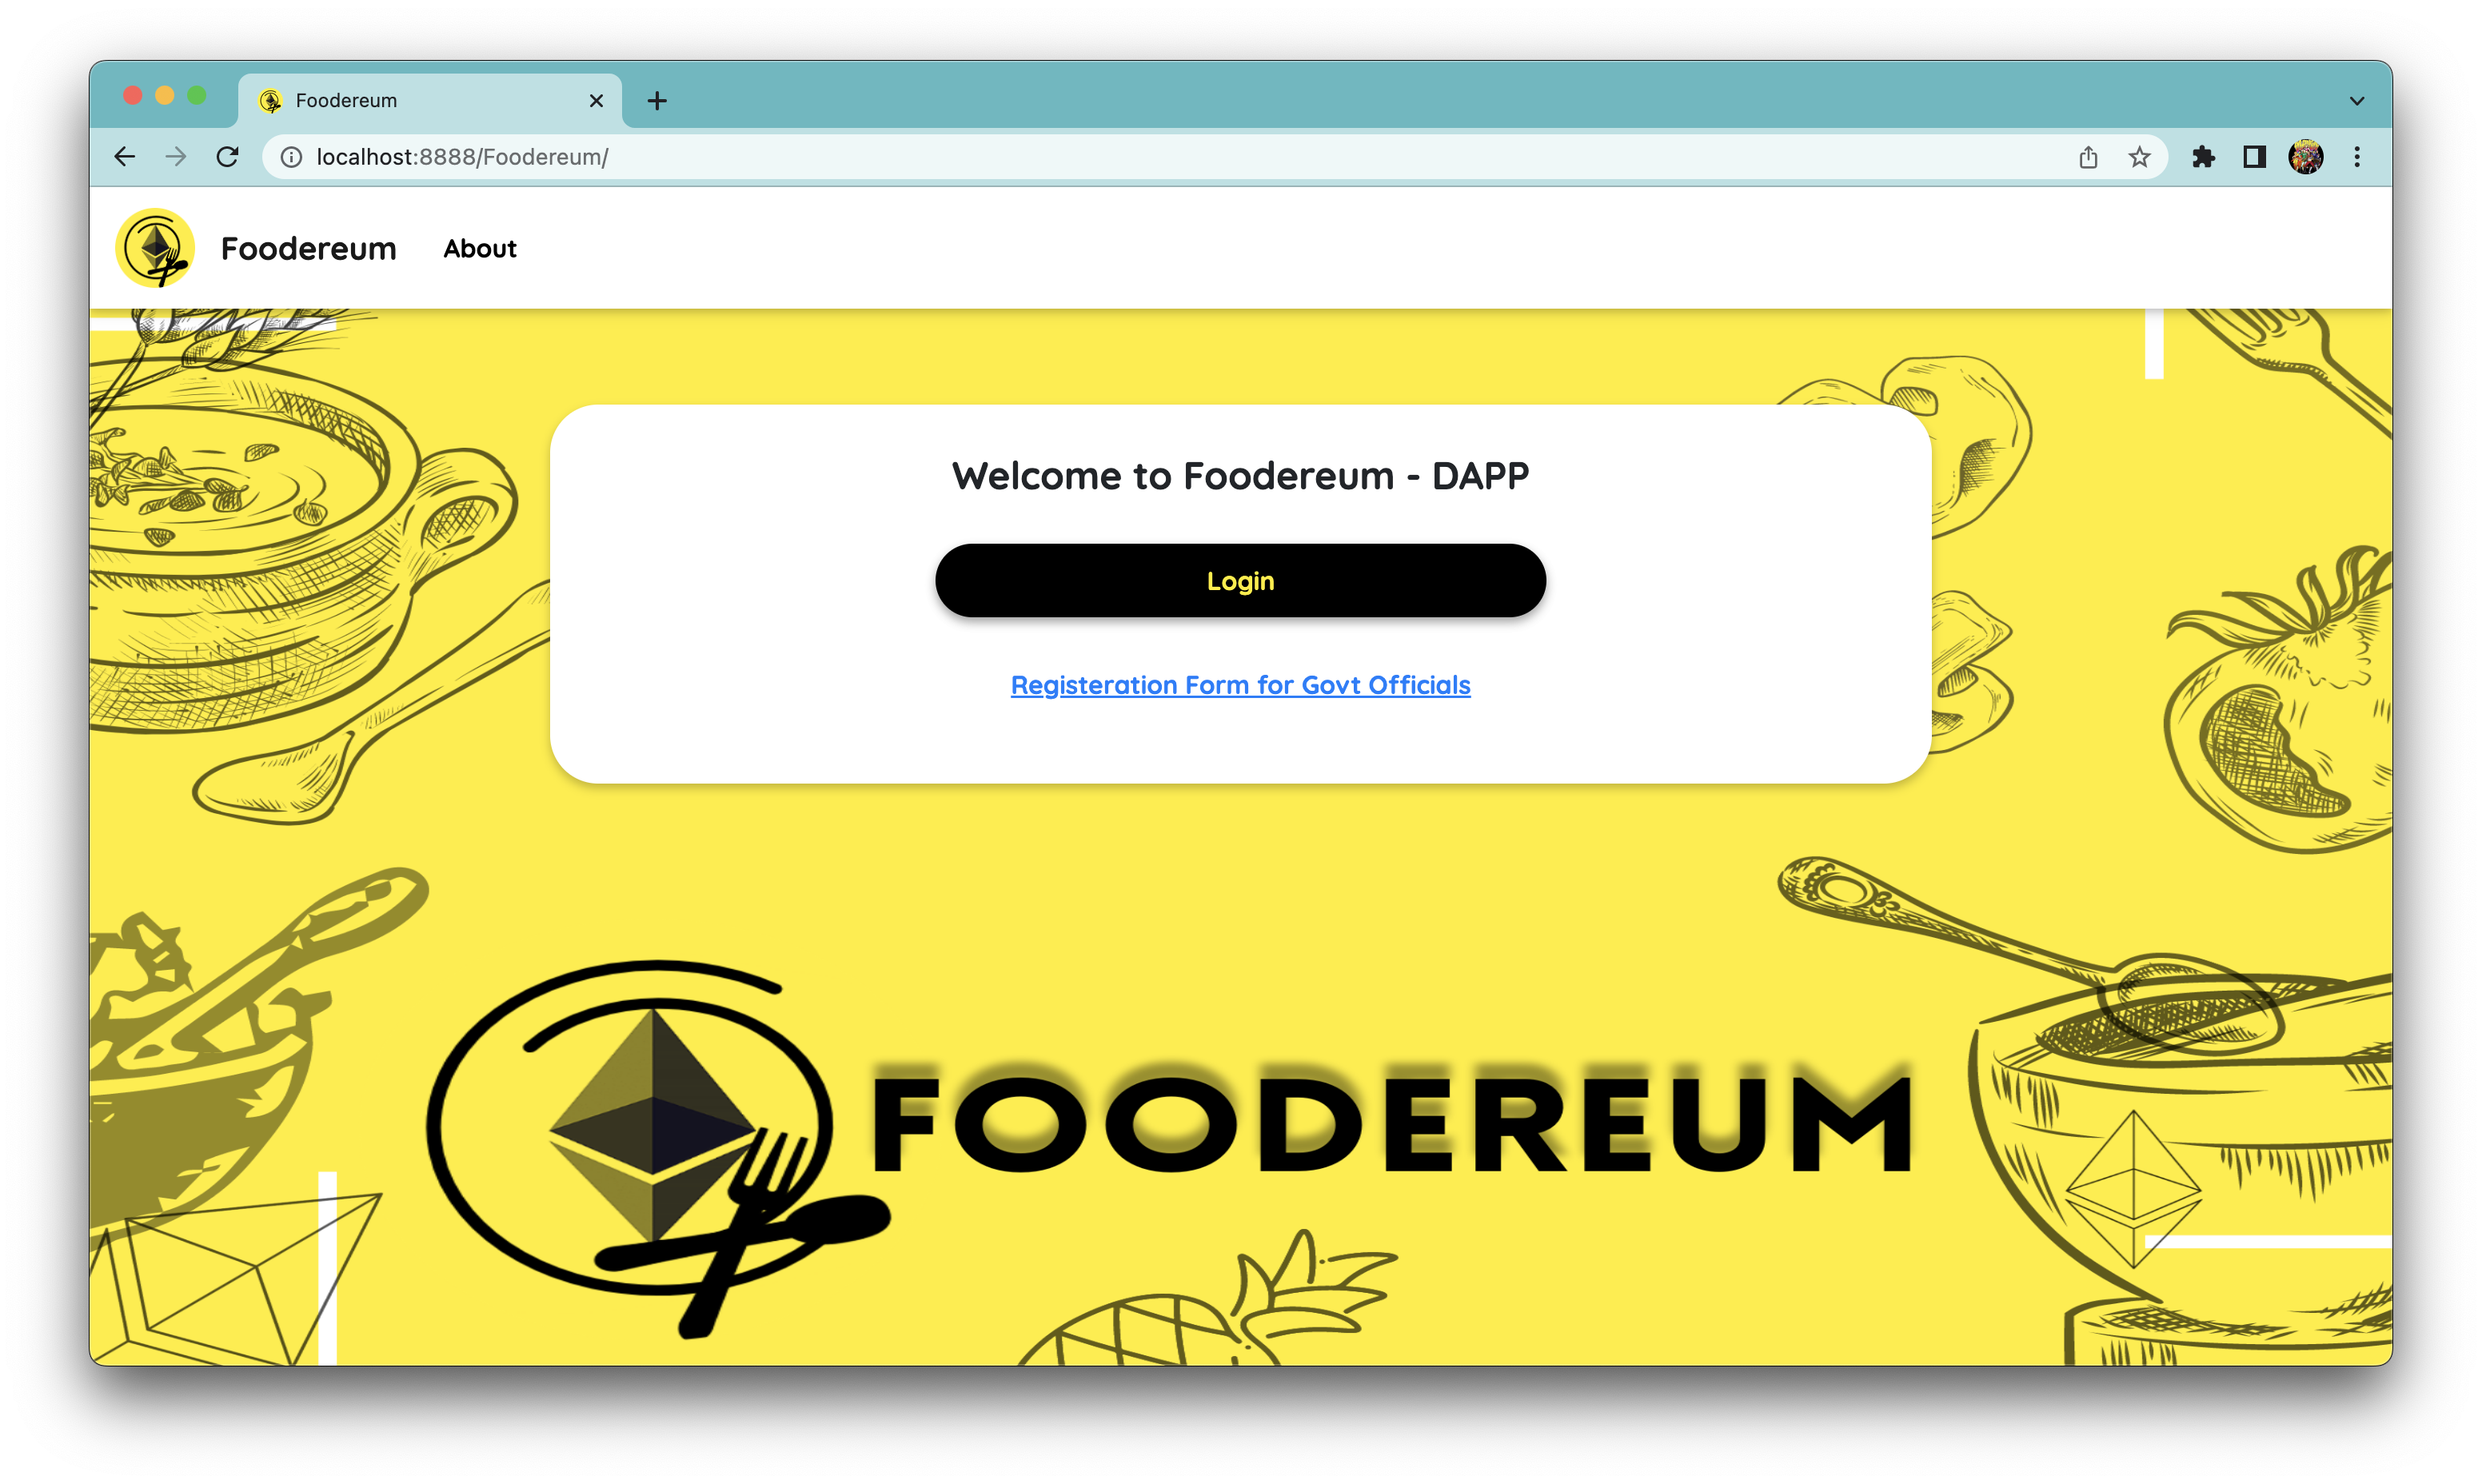 Foodereum
localhost:8888/Foodereum/
Foodereum About
Welcome to Foodereum - DAPP
Login
Registeration Form for Govt Officials
FOODEREUM